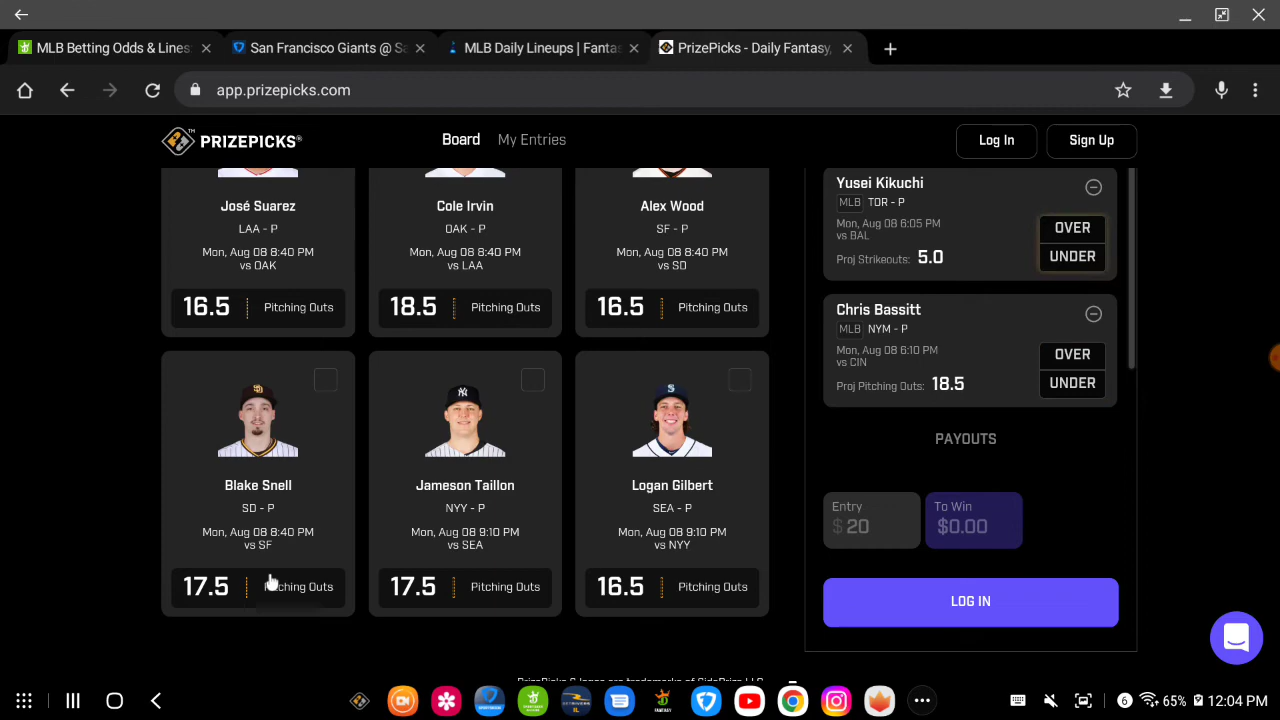 MLB Betting Odds & Lines
San Francisco Giants @ Sa
MLB Daily Lineups | Fanta
PrizePicks - Daily Fantasy,
app.prizepicks.com
PRIZEPICKS®
Board
My Entries
Log In
Sign Up
José Suarez
LAA - P
Mon, Aug 08 8:40 PM
vs OAK
16.5
Pitching Outs
Cole Irvin
OAK - P
Mon, Aug 08 8:40 PM
vs LAA
18.5
Pitching Outs
Alex Wood
SF - P
Mon, Aug 08 8:40 PM
vs SD
16.5
Pitching Outs
Blake Snell
SD - P
Mon, Aug 08 8:40 PM
vs SF
17.5
Pitching Outs
Jameson Taillon
NYY - P
Mon, Aug 08 9:10 PM
vs SEA
17.5
Pitching Outs
Logan Gilbert
SEA - P
Mon, Aug 08 9:10 PM
vs NYY
16.5
Pitching Outs
Yusei Kikuchi
MLB TOR - P
Mon, Aug 08 6:05 PM
vs BAL
Proj Strikeouts: 5.0
OVER
UNDER
Chris Bassitt
MLB NYM - P
Mon, Aug 08 6:10 PM
vs CIN
Proj Pitching Outs: 18.5
OVER
UNDER
PAYOUTS
Entry
$ 20
To Win
$0.00
LOG IN
6
65%
12:04 PM